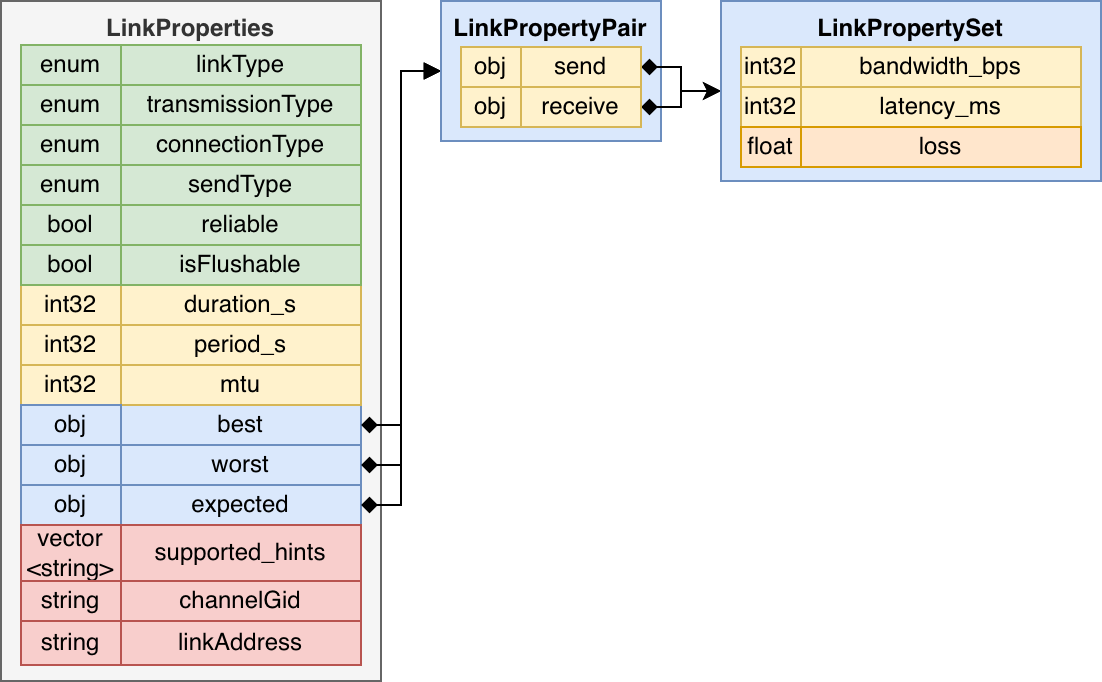 LinkProperties
enum linkType
enum transmissionType
enum connectionType
enum sendType
bool reliable
bool isFlushable
int32 duration_s
int32 period_s
int32 mtu
obj best
obj worst
obj expected
vector
<string> supported_hints
string channelGid
string linkAddress
LinkPropertyPair
obj send
obj receive
LinkPropertySet
int32 bandwidth_bps
int32 latency_ms
float loss